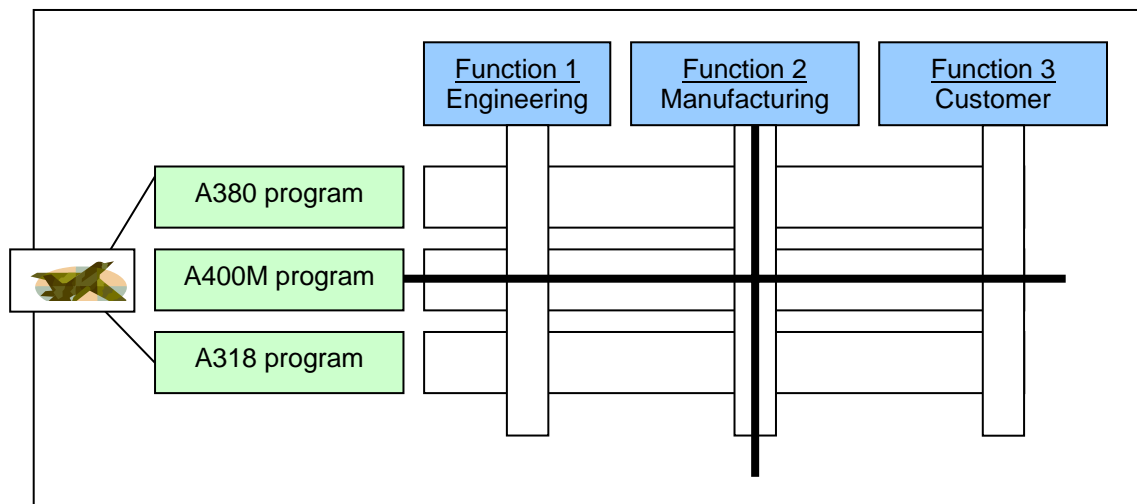 Function 1
Engineering
Function 2
Manufacturing
Function 3
Customer
A380 program
A400M program
A318 program